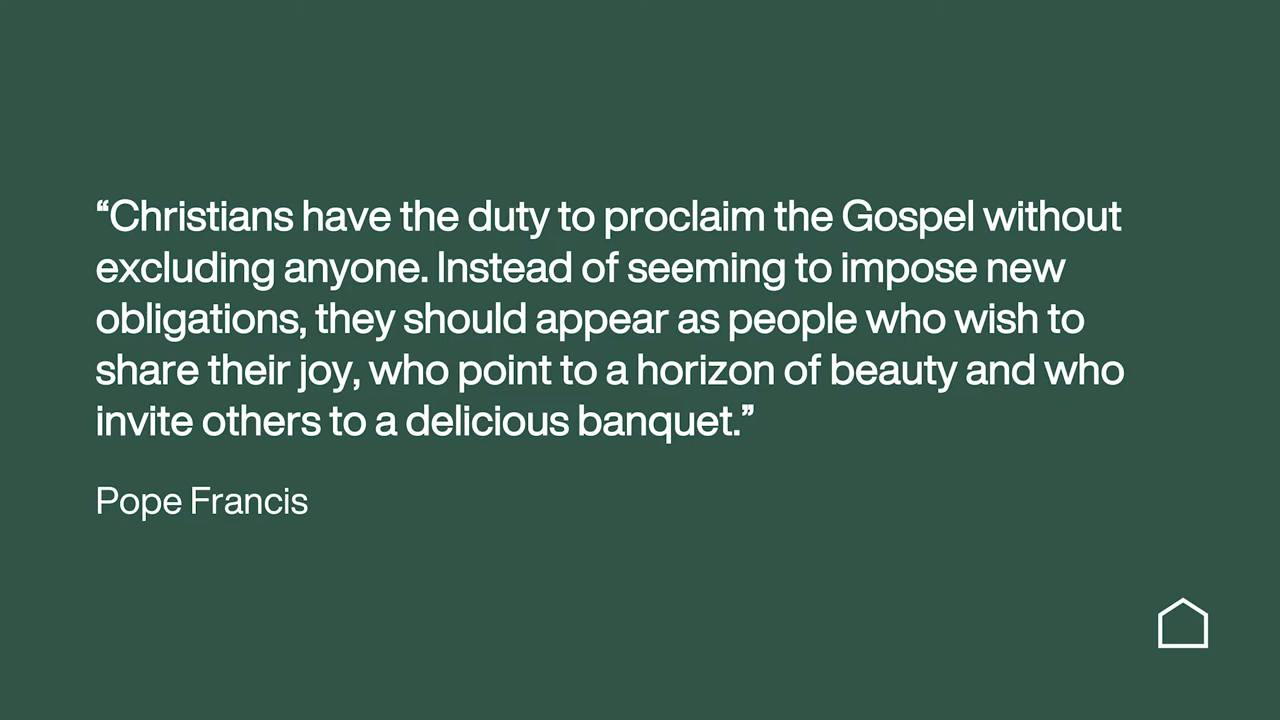 “Christians have the duty to proclaim the Gospel without
excluding anyone. Instead of seeming to impose new
obligations, they should appear as people who wish to
share their joy, who point to a horizon of beauty and who
invite others to a delicious banquet.”
Pope Francis